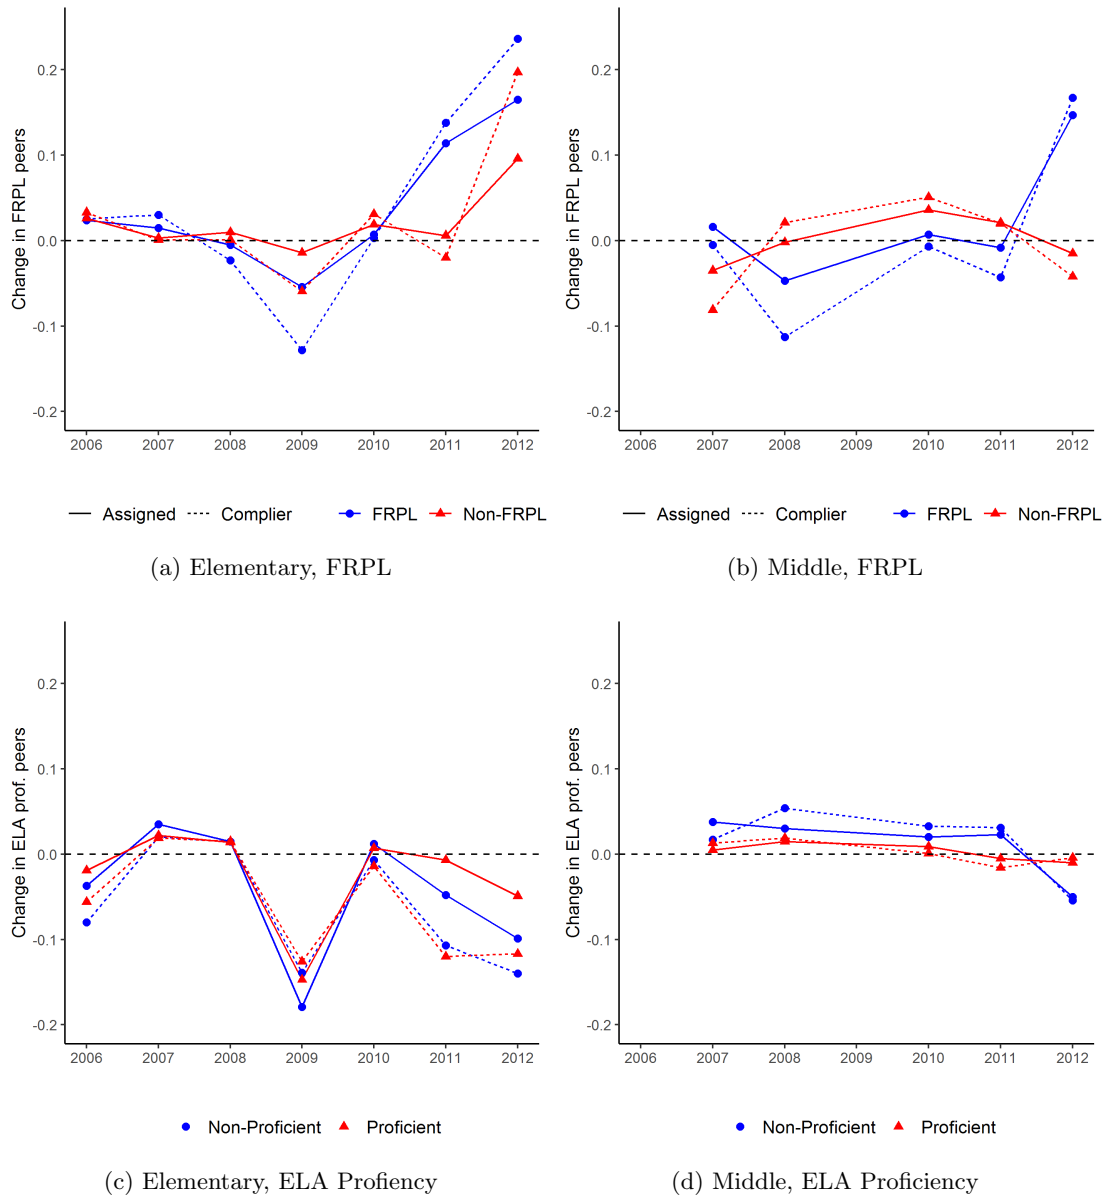 Change in FRPL peers
0.2
0.1
0.0
-0.1
-0.2
2006 2007 2008 2009 2010 2011 2012
Assigned Complier FRPL Non-FRPL
(a) Elementary, FRPL
Change in FRPL peers
0.2
0.1
0.0
-0.1
-0.2
2006 2007 2008 2009 2010 2011 2012
Assigned Complier FRPL Non-FRPL
(b) Middle, FRPL
Change in ELA prof. peers
0.2
0.1
0.0
-0.1
-0.2
2006 2007 2008 2009 2010 2011 2012
Non-Proficient Proficient
(c) Elementary, ELA Profiency
Change in ELA prof. peers
0.2
0.1
0.0
-0.1
-0.2
2006 2007 2008 2009 2010 2011 2012
Non-Proficient Proficient
(d) Middle, ELA Proficiency